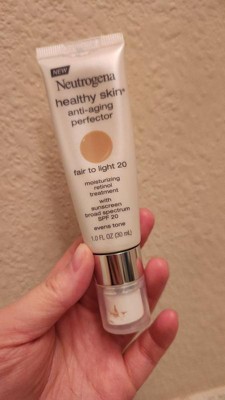 NEW
Neutrogena
healthy skin®
anti-aging
perfector
fair to light 20
moisturizing
retinol
treatment
with
sunscreen
broad spectrum
SPF 20
1.0 FL OZ (30 mL)
evens tone